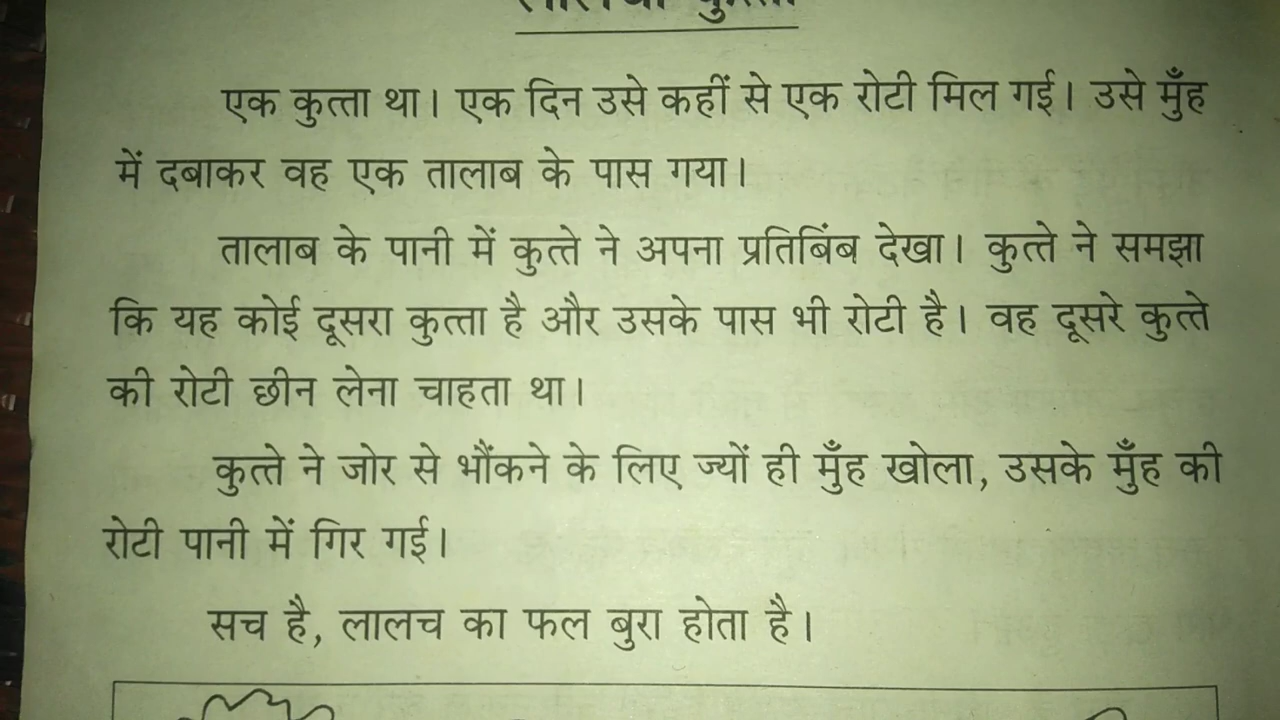 लालची कुत्ता
एक कुत्ता था। एक दिन उसे कहीं से एक रोटी मिल गई। उसे मुँह
में दबाकर वह एक तालाब के पास गया।
तालाब के पानी में कुत्ते ने अपना प्रतिबिंब देखा। कुत्ते ने समझा
कि यह कोई दूसरा कुत्ता है और उसके पास भी रोटी है। वह दूसरे कुत्ते
की रोटी छीन लेना चाहता था।
कुत्ते ने जोर से भौंकने के लिए ज्यों ही मुँह खोला, उसके मुँह की
रोटी पानी में गिर गई।
सच है, लालच का फल बुरा होता है।